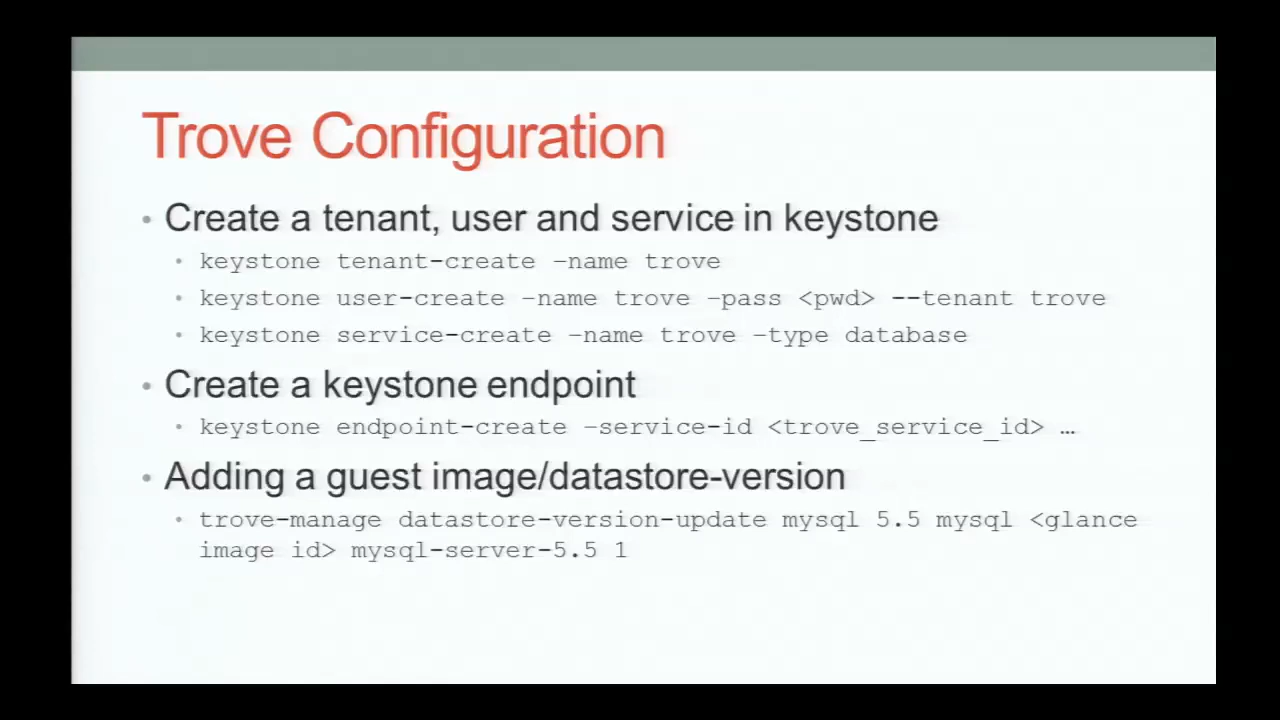 Trove Configuration
• Create a tenant, user and service in keystone
• keystone tenant-create –name trove
• keystone user-create –name trove –pass <pwd> --tenant trove
• keystone service-create –name trove –type database
• Create a keystone endpoint
• keystone endpoint-create –service-id <trove_service_id> …
• Adding a guest image/datastore-version
• trove-manage datastore-version-update mysql 5.5 mysql <glance
image id> mysql-server-5.5 1